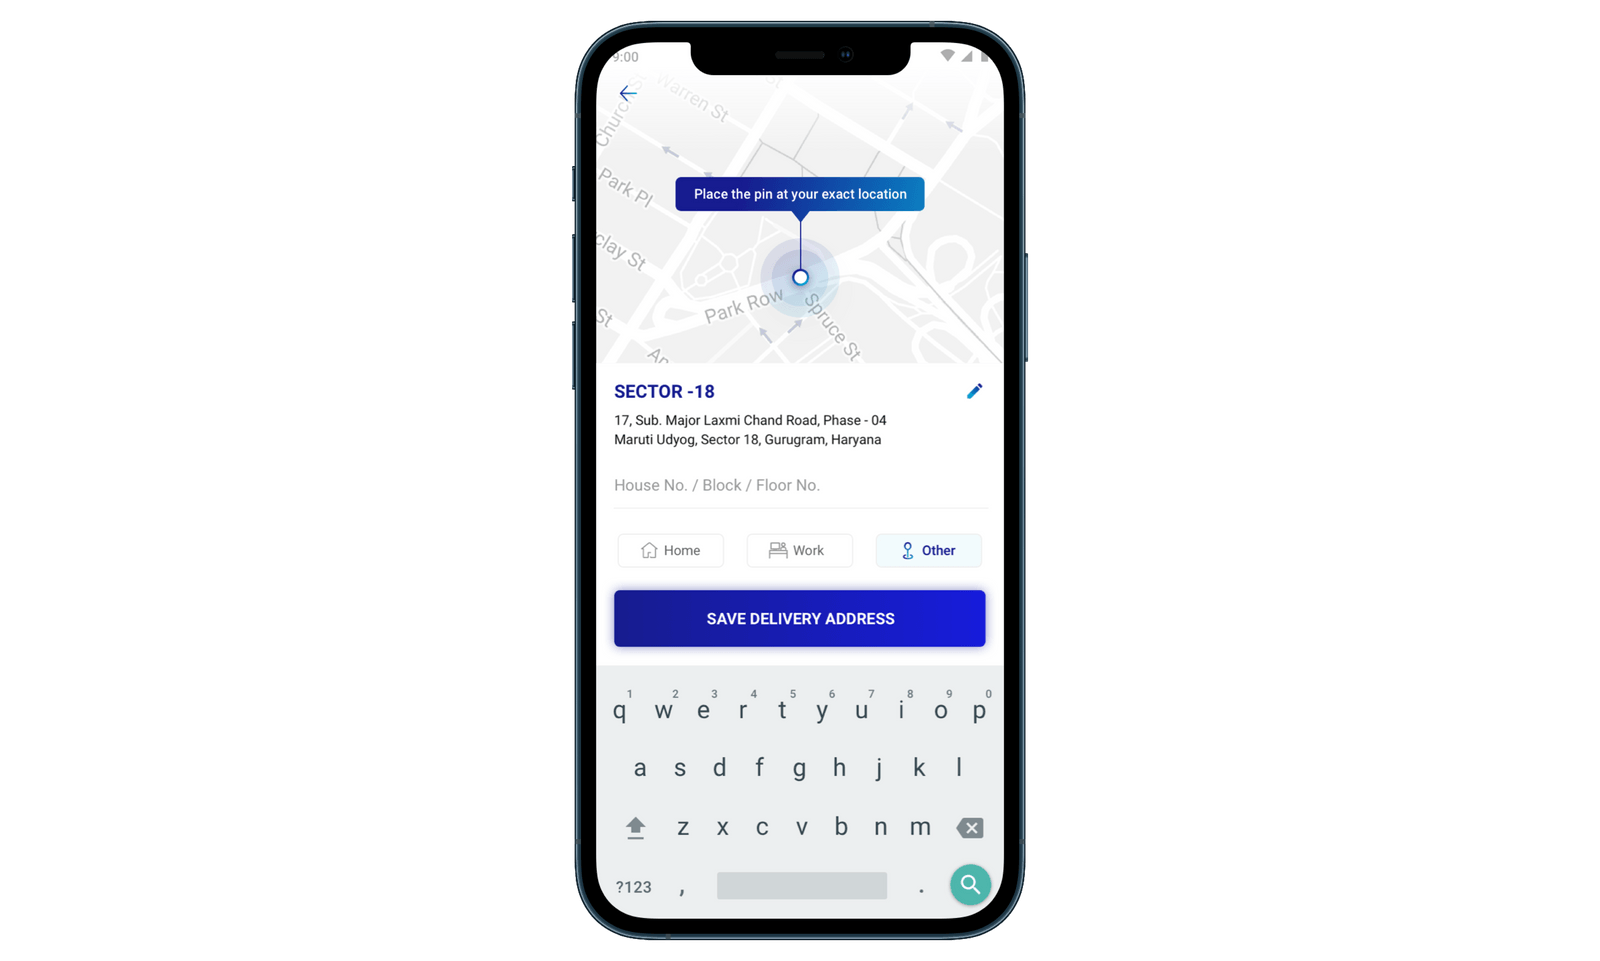 9:00
Warren St
St
Church S
Park Pl
Place the pin at your exact location
clay St
Park Row
Spruce St
St
An
SECTOR -18
17, Sub. Major Laxmi Chand Road, Phase - 04
Maruti Udyog, Sector 18, Gurugram, Haryana
House No. / Block / Floor No.
Home Work Other
SAVE DELIVERY ADDRESS
1 2 3 4 5 6 7 8 9 0
q w e r t y u i o p
a s d f g h j k l
z x c v b n m
?123 , .